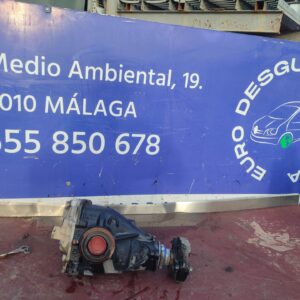 Medio Ambiental, 19.
010 MÁLAGA
55 850 678
EURO DESGU